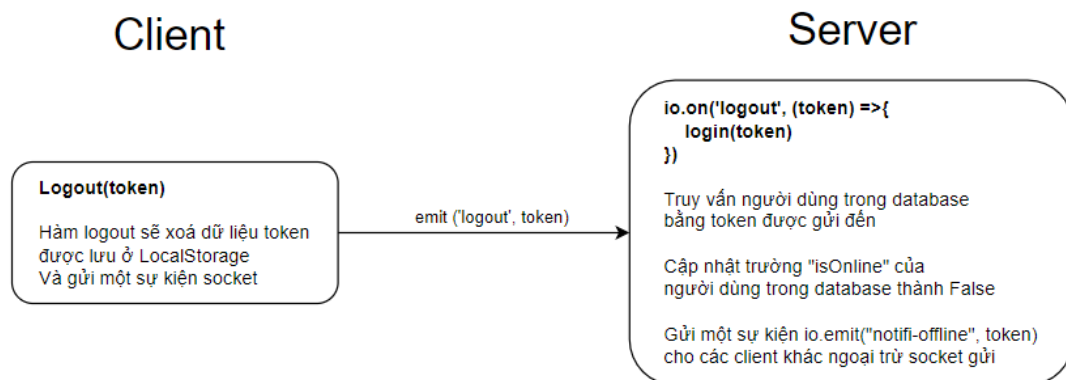 Client
Server
Logout(token)
Hàm logout sẽ xoá dữ liệu token
được lưu ở LocalStorage
Và gửi một sự kiện socket
emit ('logout', token)
io.on('logout', (token) =>{
login(token)
})
Truy vấn người dùng trong database
bằng token được gửi đến
Cập nhật trường "isOnline" của
người dùng trong database thành False
Gửi một sự kiện io.emit("notifi-offline", token)
cho các client khác ngoại trừ socket gửi